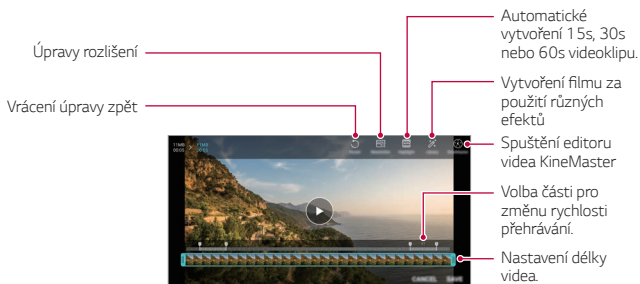 Automatické
vytvoření 15s, 30s
nebo 60s videoklipu.
Úpravy rozlišení
Vytvoření filmu za
použití různých
efektů
Vrácení úpravy zpět
Spuštění editoru
videa KineMaster
Volba části pro
změnu rychlosti
přehrávání.
Nastavení délky
videa.
CANCEL SAVE